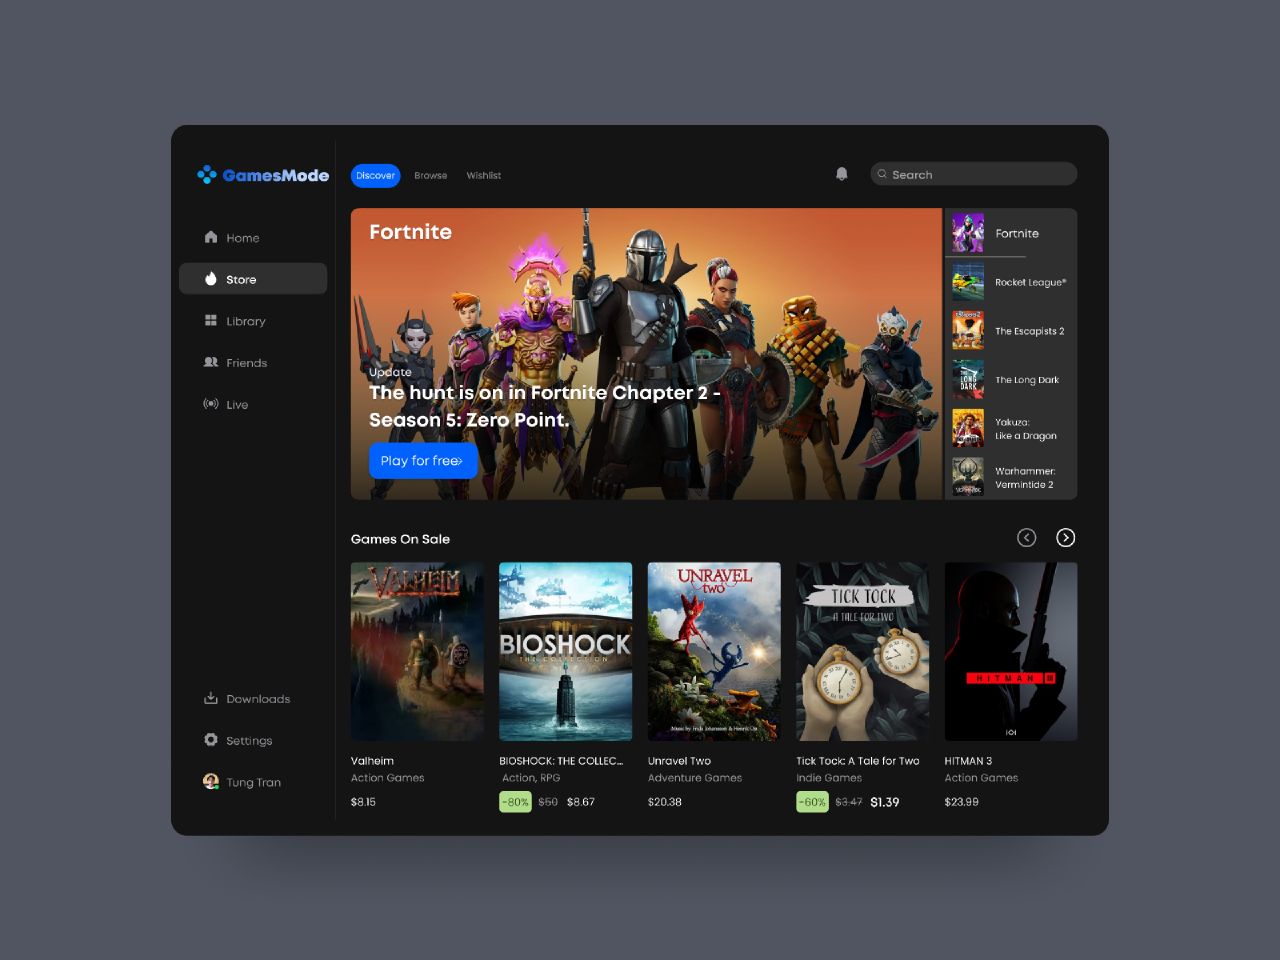 GamesMode
Discover
Browse
Wishlist
Search
Home
Store
Library
Friends
Live
Downloads
Settings
Tung Tran
Fortnite
Update
The hunt is on in Fortnite Chapter 2 -
Season 5: Zero Point.
Play for free
Fortnite
Rocket League®
The Escapists 2
THE
LONG
DARK
The Long Dark
Yakuza:
Like a Dragon
Warhammer:
Vermintide 2
Games On Sale
VALHEIM
Valheim
Action Games
$8.15
BIOSHOCK
THE COLLECTION
BIOSHOCK: THE COLLEC...
Action, RPG
-80% $50 $8.67
UNRAVEL
TWO
Unravel Two
Adventure Games
$20.38
TICK TOCK
A TALE FOR TWO
Tick Tock: A Tale for Two
Indie Games
-60% $3.47 $1.39
HITMAN III
IOI
HITMAN 3
Action Games
$23.99